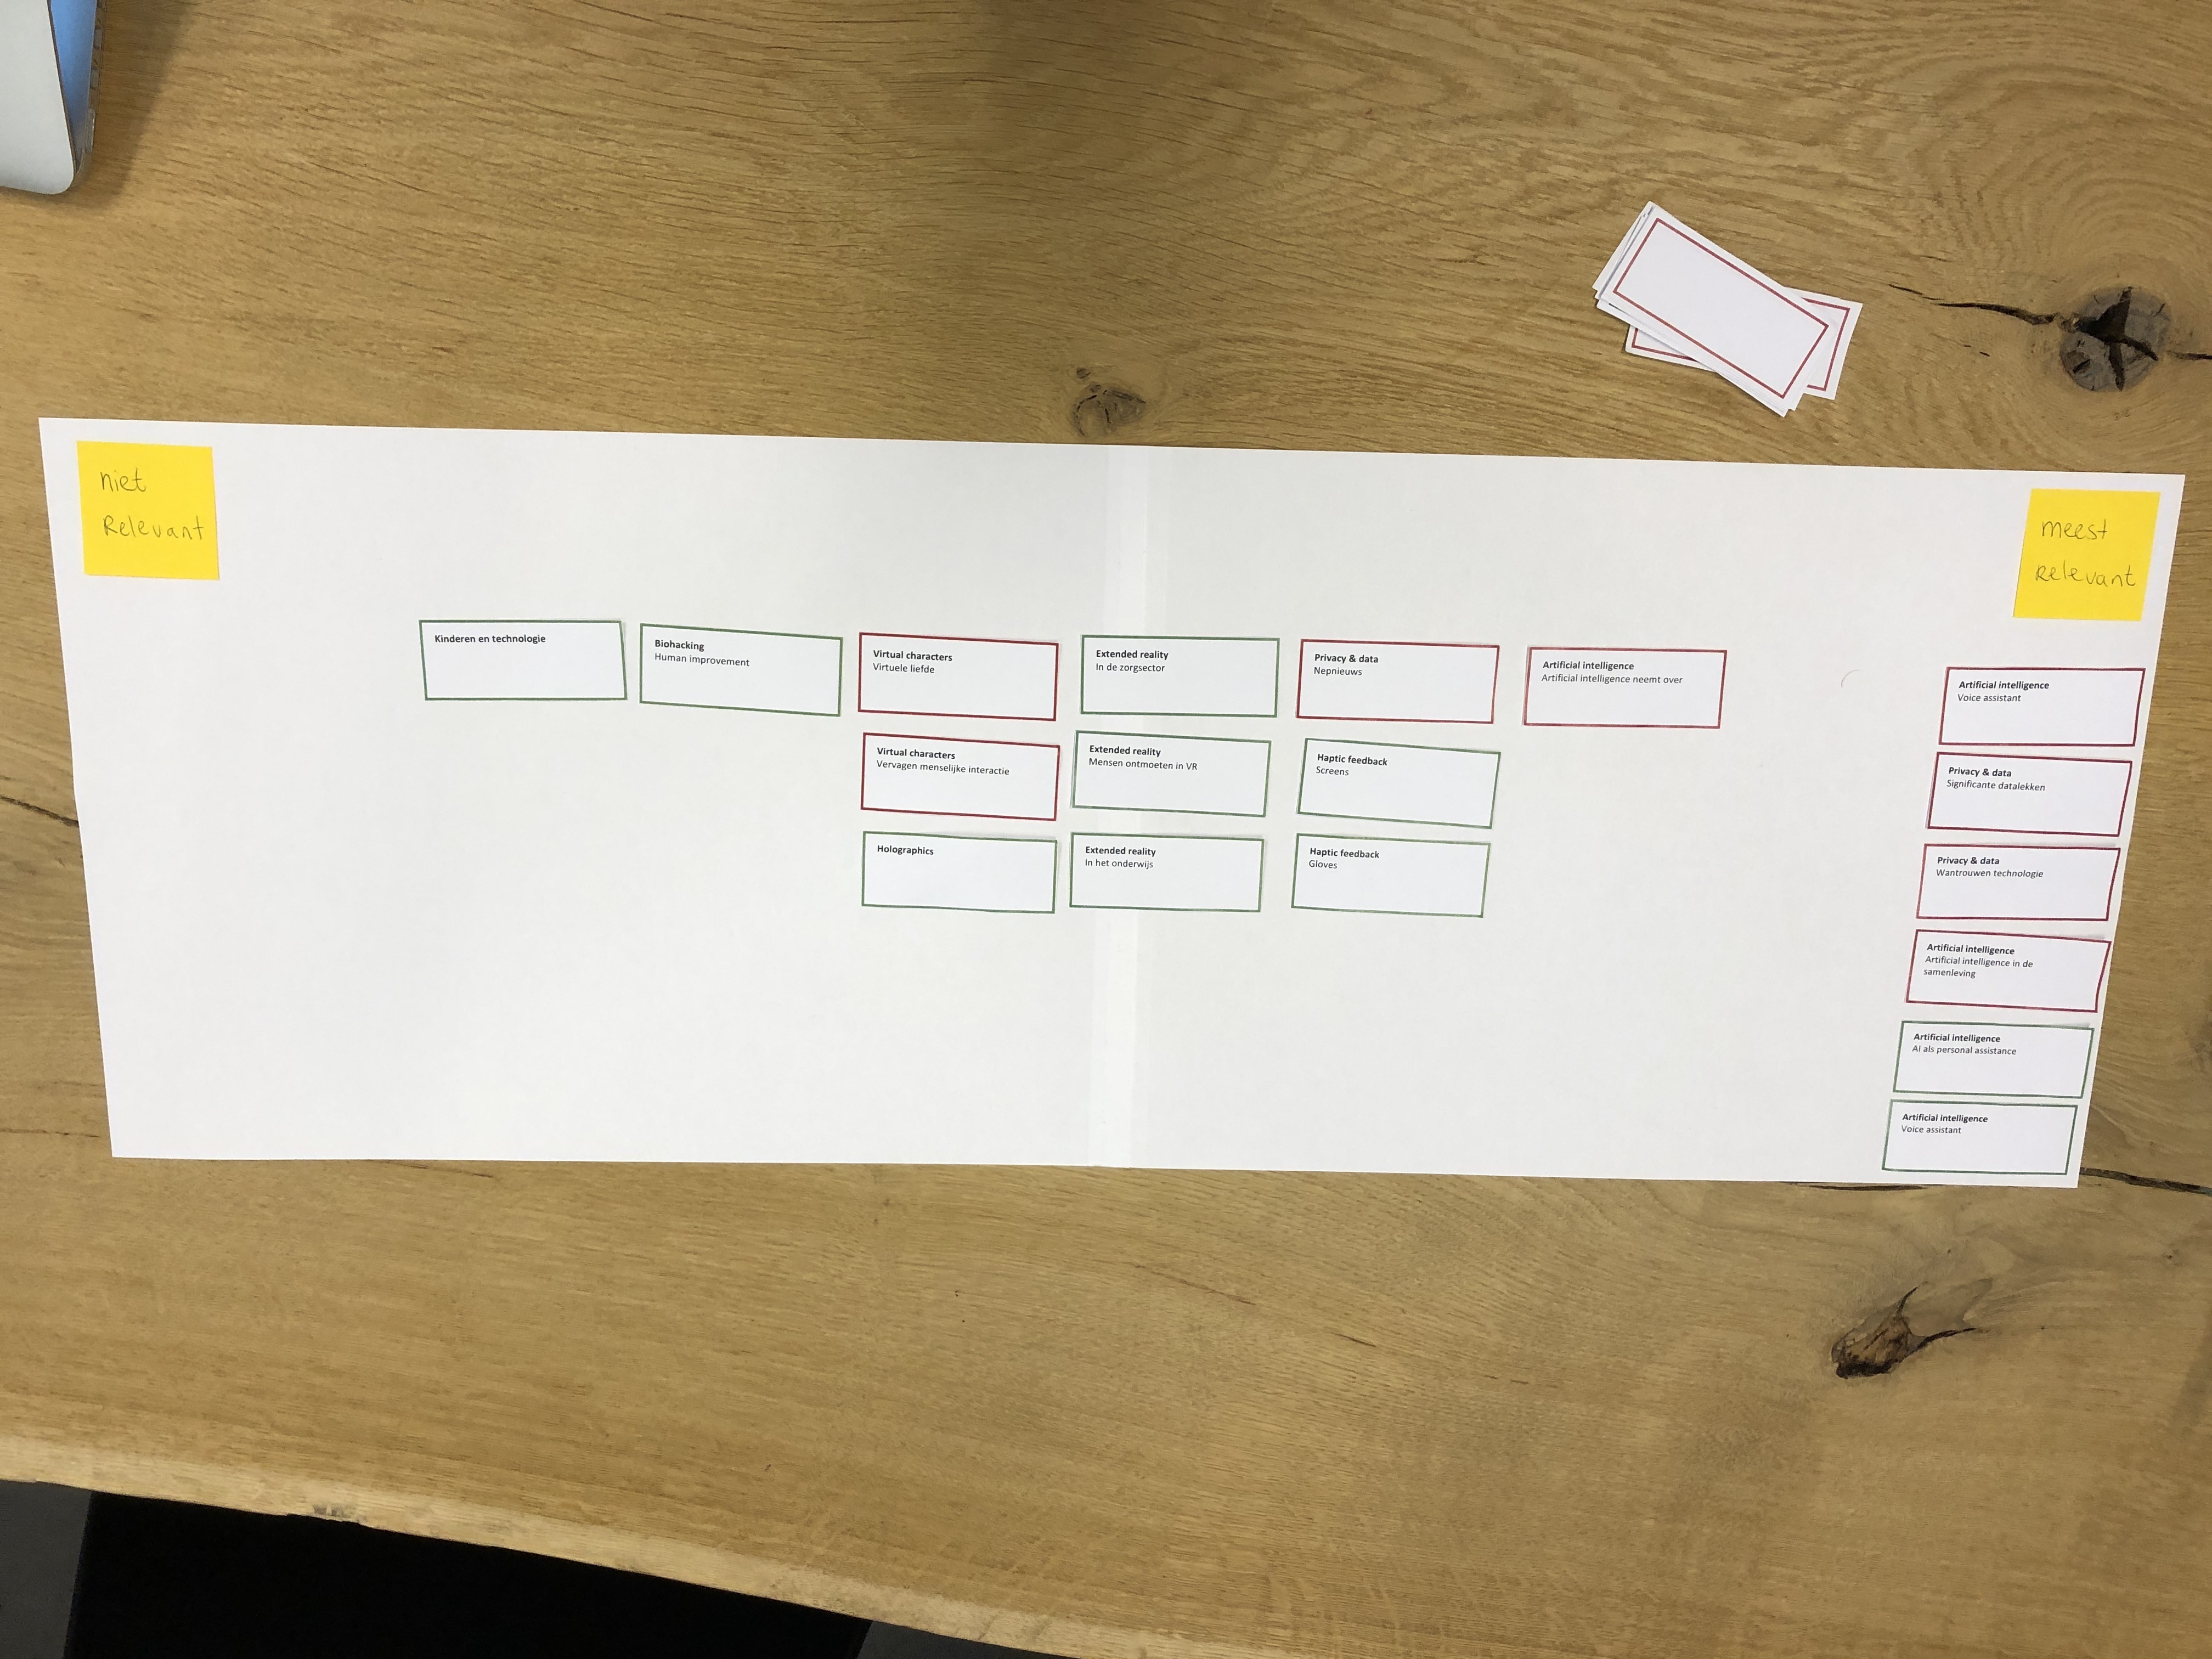 niet
Relevant
meest
Relevant
Kinderen en technologie
Biohacking
Human improvement
Virtual characters
Virtuele liefde
Extended reality
In de zorgsector
Privacy & data
Nepnieuws
Artificial intelligence
Artificial intelligence neemt over
Artificial intelligence
Voice assistant
Virtual characters
Vervagen menselijke interactie
Extended reality
Mensen ontmoeten in VR
Haptic feedback
Screens
Privacy & data
Significante datalekken
Holographics
Extended reality
In het onderwijs
Haptic feedback
Gloves
Privacy & data
Wantrouwen technologie
Artificial intelligence
Artificial intelligence in de
samenleving
Artificial intelligence
AI als personal assistance
Artificial intelligence
Voice assistant